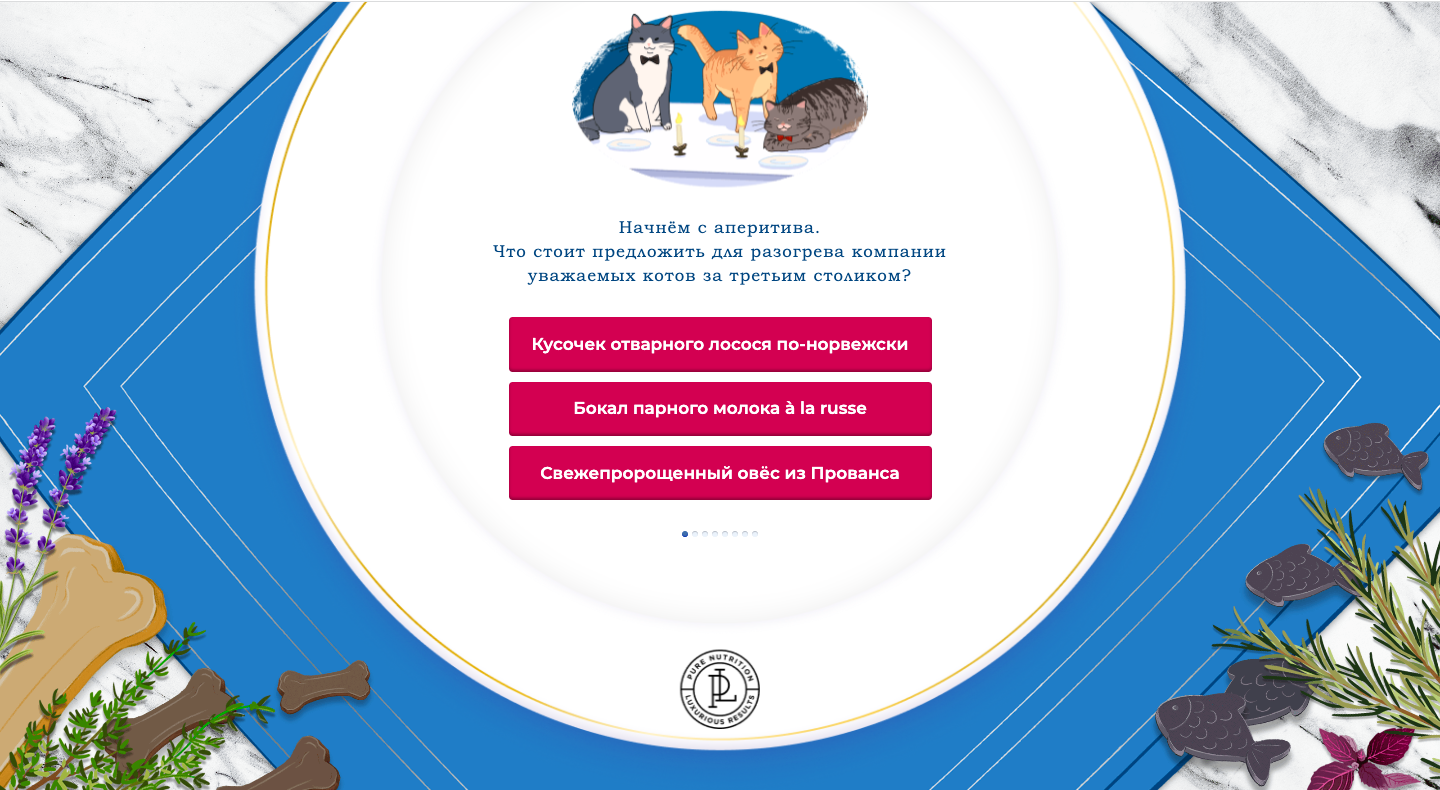 Начнём с аперитива.
Что стоит предложить для разогрева компании
уважаемых котов за третьим столиком?
Кусочек отварного лосося по-норвежски
Бокал парного молока à la russe
Свежепророщенный овёс из Прованса
PURE NUTRITION
PL
LUXURIOUS RESULTS